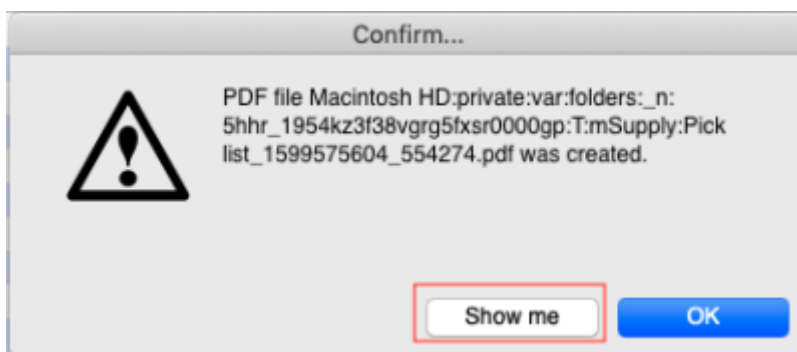 Confirm...
PDF file Macintosh HD:private:var:folders:_n:
5hhr_1954kz3f38vgrg5fxsr0000gp:T:mSupply:Pick
list_1599575604_554274.pdf was created.
Show me
OK